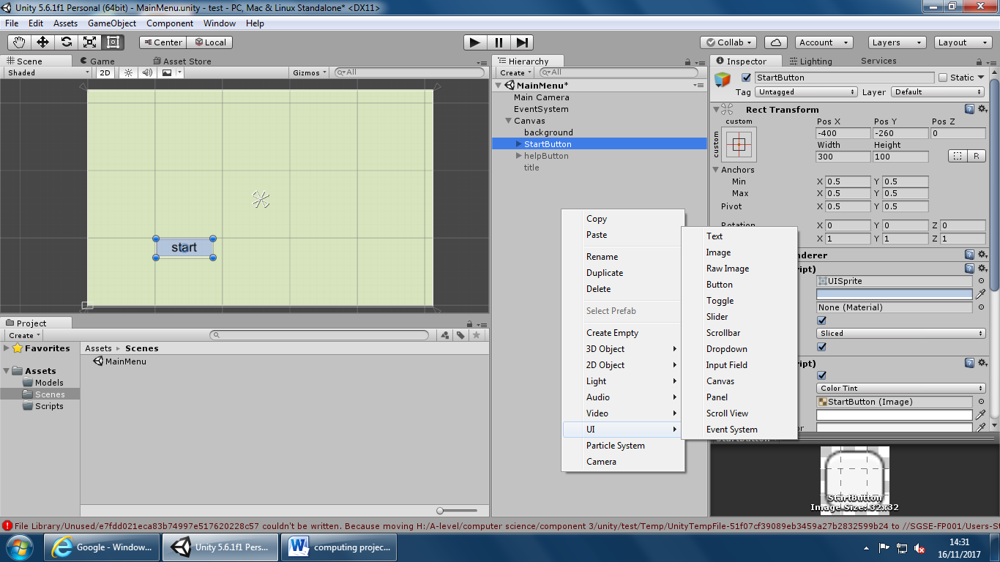 Unity 5.6.1f1 Personal (64bit) - MainMenu.unity - test - PC, Mac & Linux Standalone* <DX11>
File Edit Assets GameObject Component Window Help
Center Local Collab Account Layers Layout
Scene Game Asset Store
Shaded 2D Gizmos All
start
Hierarchy
Create All
MainMenu*
Main Camera
EventSystem
Canvas
background
StartButton
helpButton
title
Copy
Paste
Rename
Duplicate
Delete
Select Prefab
Create Empty
3D Object
2D Object
Light
Audio
Video
UI
Particle System
Camera
Text
Image
Raw Image
Button
Toggle
Slider
Scrollbar
Dropdown
Input Field
Canvas
Panel
Scroll View
Event System
Inspector Lighting Services
StartButton Static
Tag Untagged Layer Default
Rect Transform
custom Pos X Pos Y Pos Z
custom -400 -260 0
Width Height
300 100 R
Anchors
Min X 0.5 Y 0.5
Max X 0.5 Y 0.5
Pivot X 0.5 Y 0.5
Rotation X 0 Y 0 Z 0
X 1 Y 1 Z 1
nderer
ript)
UISprite
None (Material)
Sliced
ript)
Color Tint
StartButton (Image)
or
StartButton
StartButton
Image Size: 32x32
Project
Create
Favorites
Assets
Models
Scenes
Scripts
Assets Scenes
MainMenu
File Library/Unused/e7fdd021eca83b74997e517620228c57 couldn't be written. Because moving H:/A-level/computer science/component 3/unity/test/Temp/UnityTempFile-51f07cf39089eb3459a27b2832599b24 to //SGSE-FP001/Users-St
Google - Window... Unity 5.6.1f1 Pers... computing projec...
14:31
16/11/2017